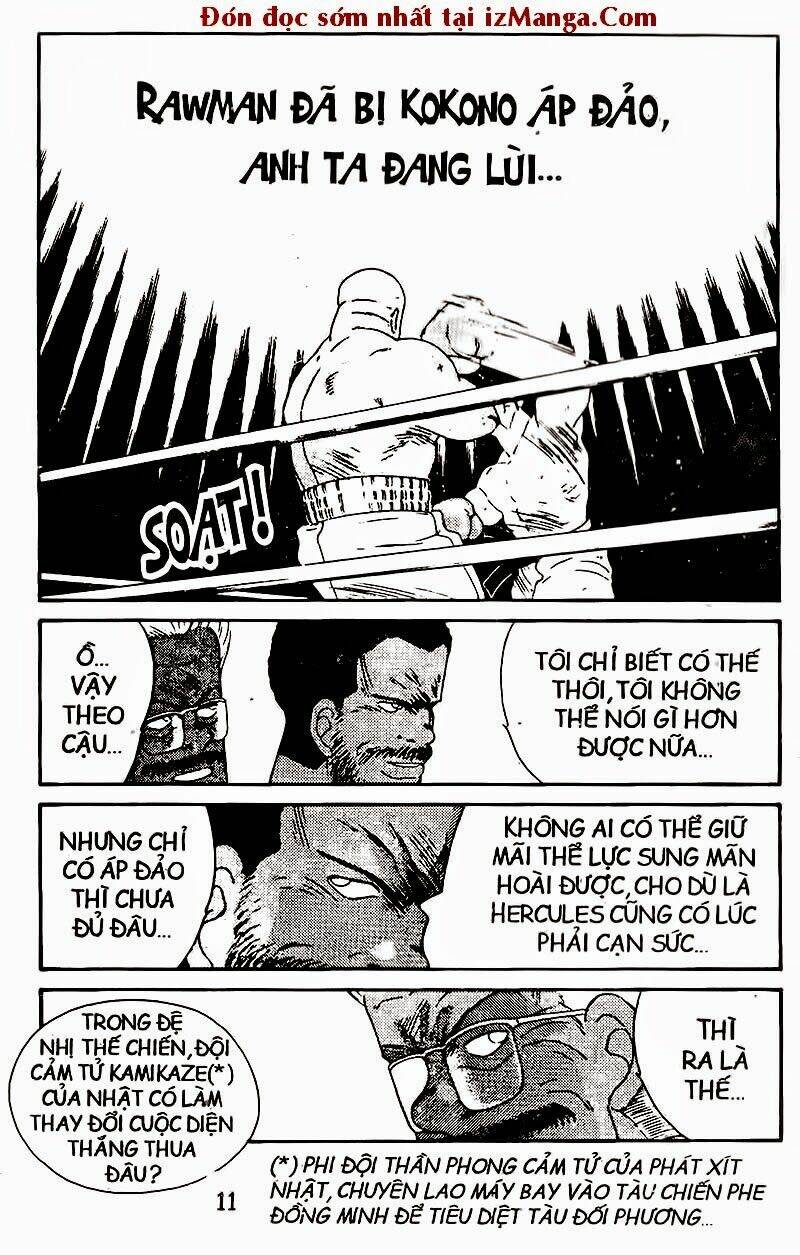 Đón đọc sớm nhất tại izManga.Com
RAWMAN ĐÃ BỊ KOKONO ÁP ĐẢO,
ANH TA ĐANG LÙI...
SOẠT!
Ồ...
VẬY
THEO
CẬU...
TÔI CHỈ BIẾT CÓ THẾ
THÔI, TÔI KHÔNG
THỂ NÓI GÌ HƠN
ĐƯỢC NỮA...
NHƯNG CHỈ
CÓ ÁP ĐẢO
THÌ CHƯA
ĐỦ ĐÂU...
KHÔNG AI CÓ THỂ GIỮ
MÃI THỂ LỰC SUNG MÃN
HOÀI ĐƯỢC, CHO DÙ LÀ
HERCULES CŨNG CÓ LÚC
PHẢI CẠN SỨC...
TRONG ĐỆ
NHỊ THẾ CHIẾN, ĐỘI
CẢM TỬ KAMIKAZE(*)
CỦA NHẬT CÓ LÀM
THAY ĐỔI CUỘC DIỆN
THẮNG THUA
ĐÂU?
THÌ
RA LÀ
THẾ...
(*) PHI ĐỘI THẦN PHONG CẢM TỬ CỦA PHÁT XÍT
NHẬT, CHUYÊN LAO MÁY BAY VÀO TÀU CHIẾN PHE
ĐỒNG MINH ĐỂ TIÊU DIỆT TÀU ĐỐI PHƯƠNG...
11